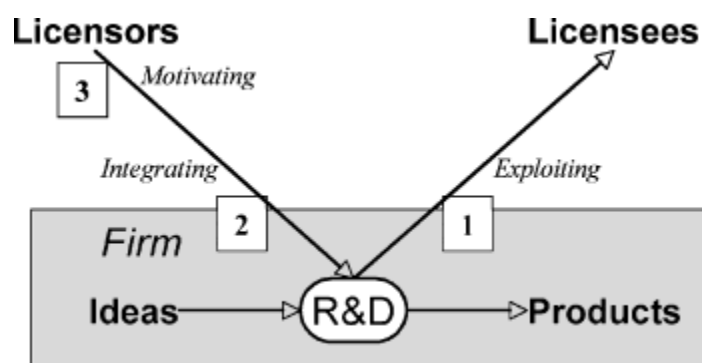 Licensors Licensees
3 Motivating
Integrating Exploiting
2 1
Firm
Ideas R&D Products